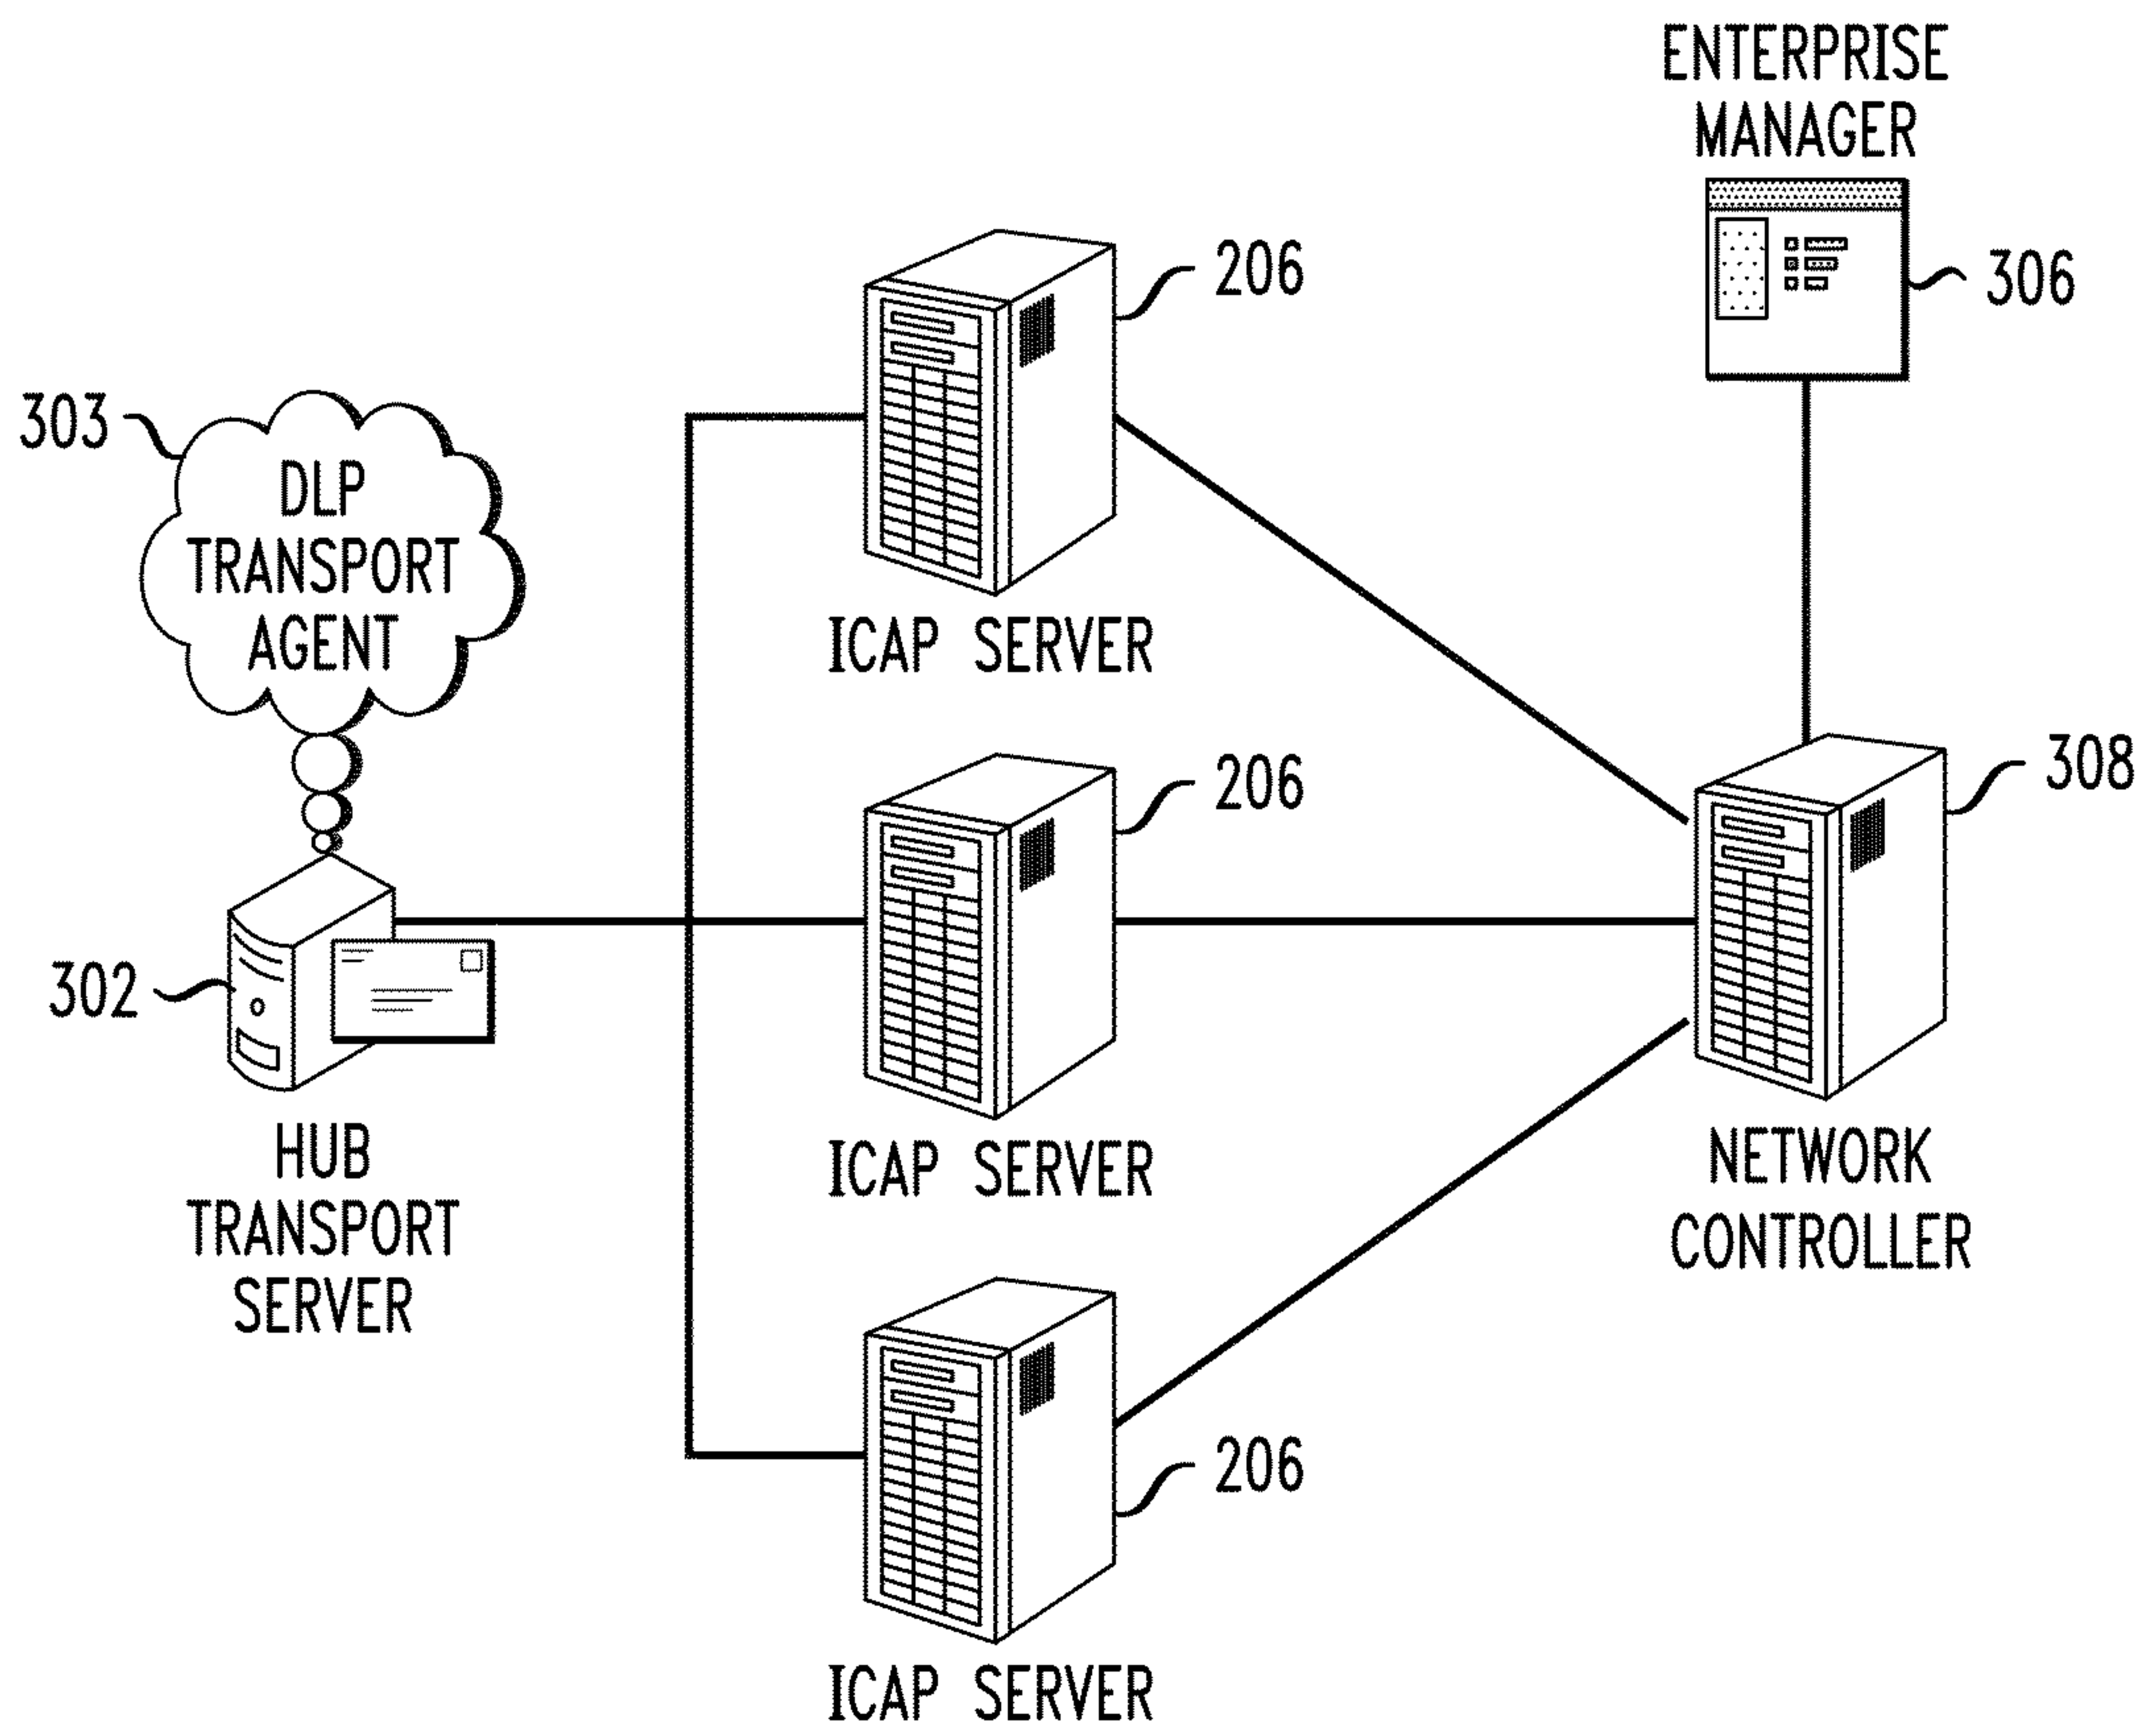 ENTERPRISE
MANAGER
306
206
ICAP SERVER
303
DLP
TRANSPORT
AGENT
302
HUB
TRANSPORT
SERVER
206
ICAP SERVER
308
NETWORK
CONTROLLER
206
ICAP SERVER